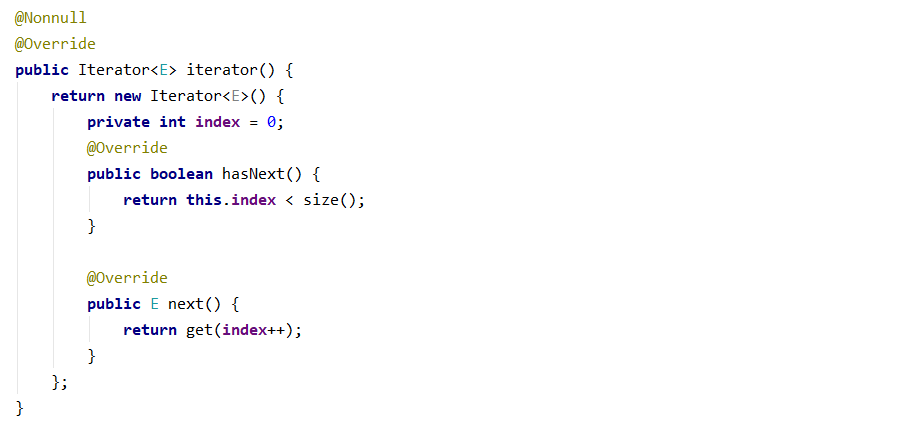 @Nonnull
@Override
public Iterator<E> iterator() {
    return new Iterator<E>() {
        private int index = 0;
        @Override
        public boolean hasNext() {
            return this.index < size();
        }

        @Override
        public E next() {
            return get(index++);
        }
    };
}